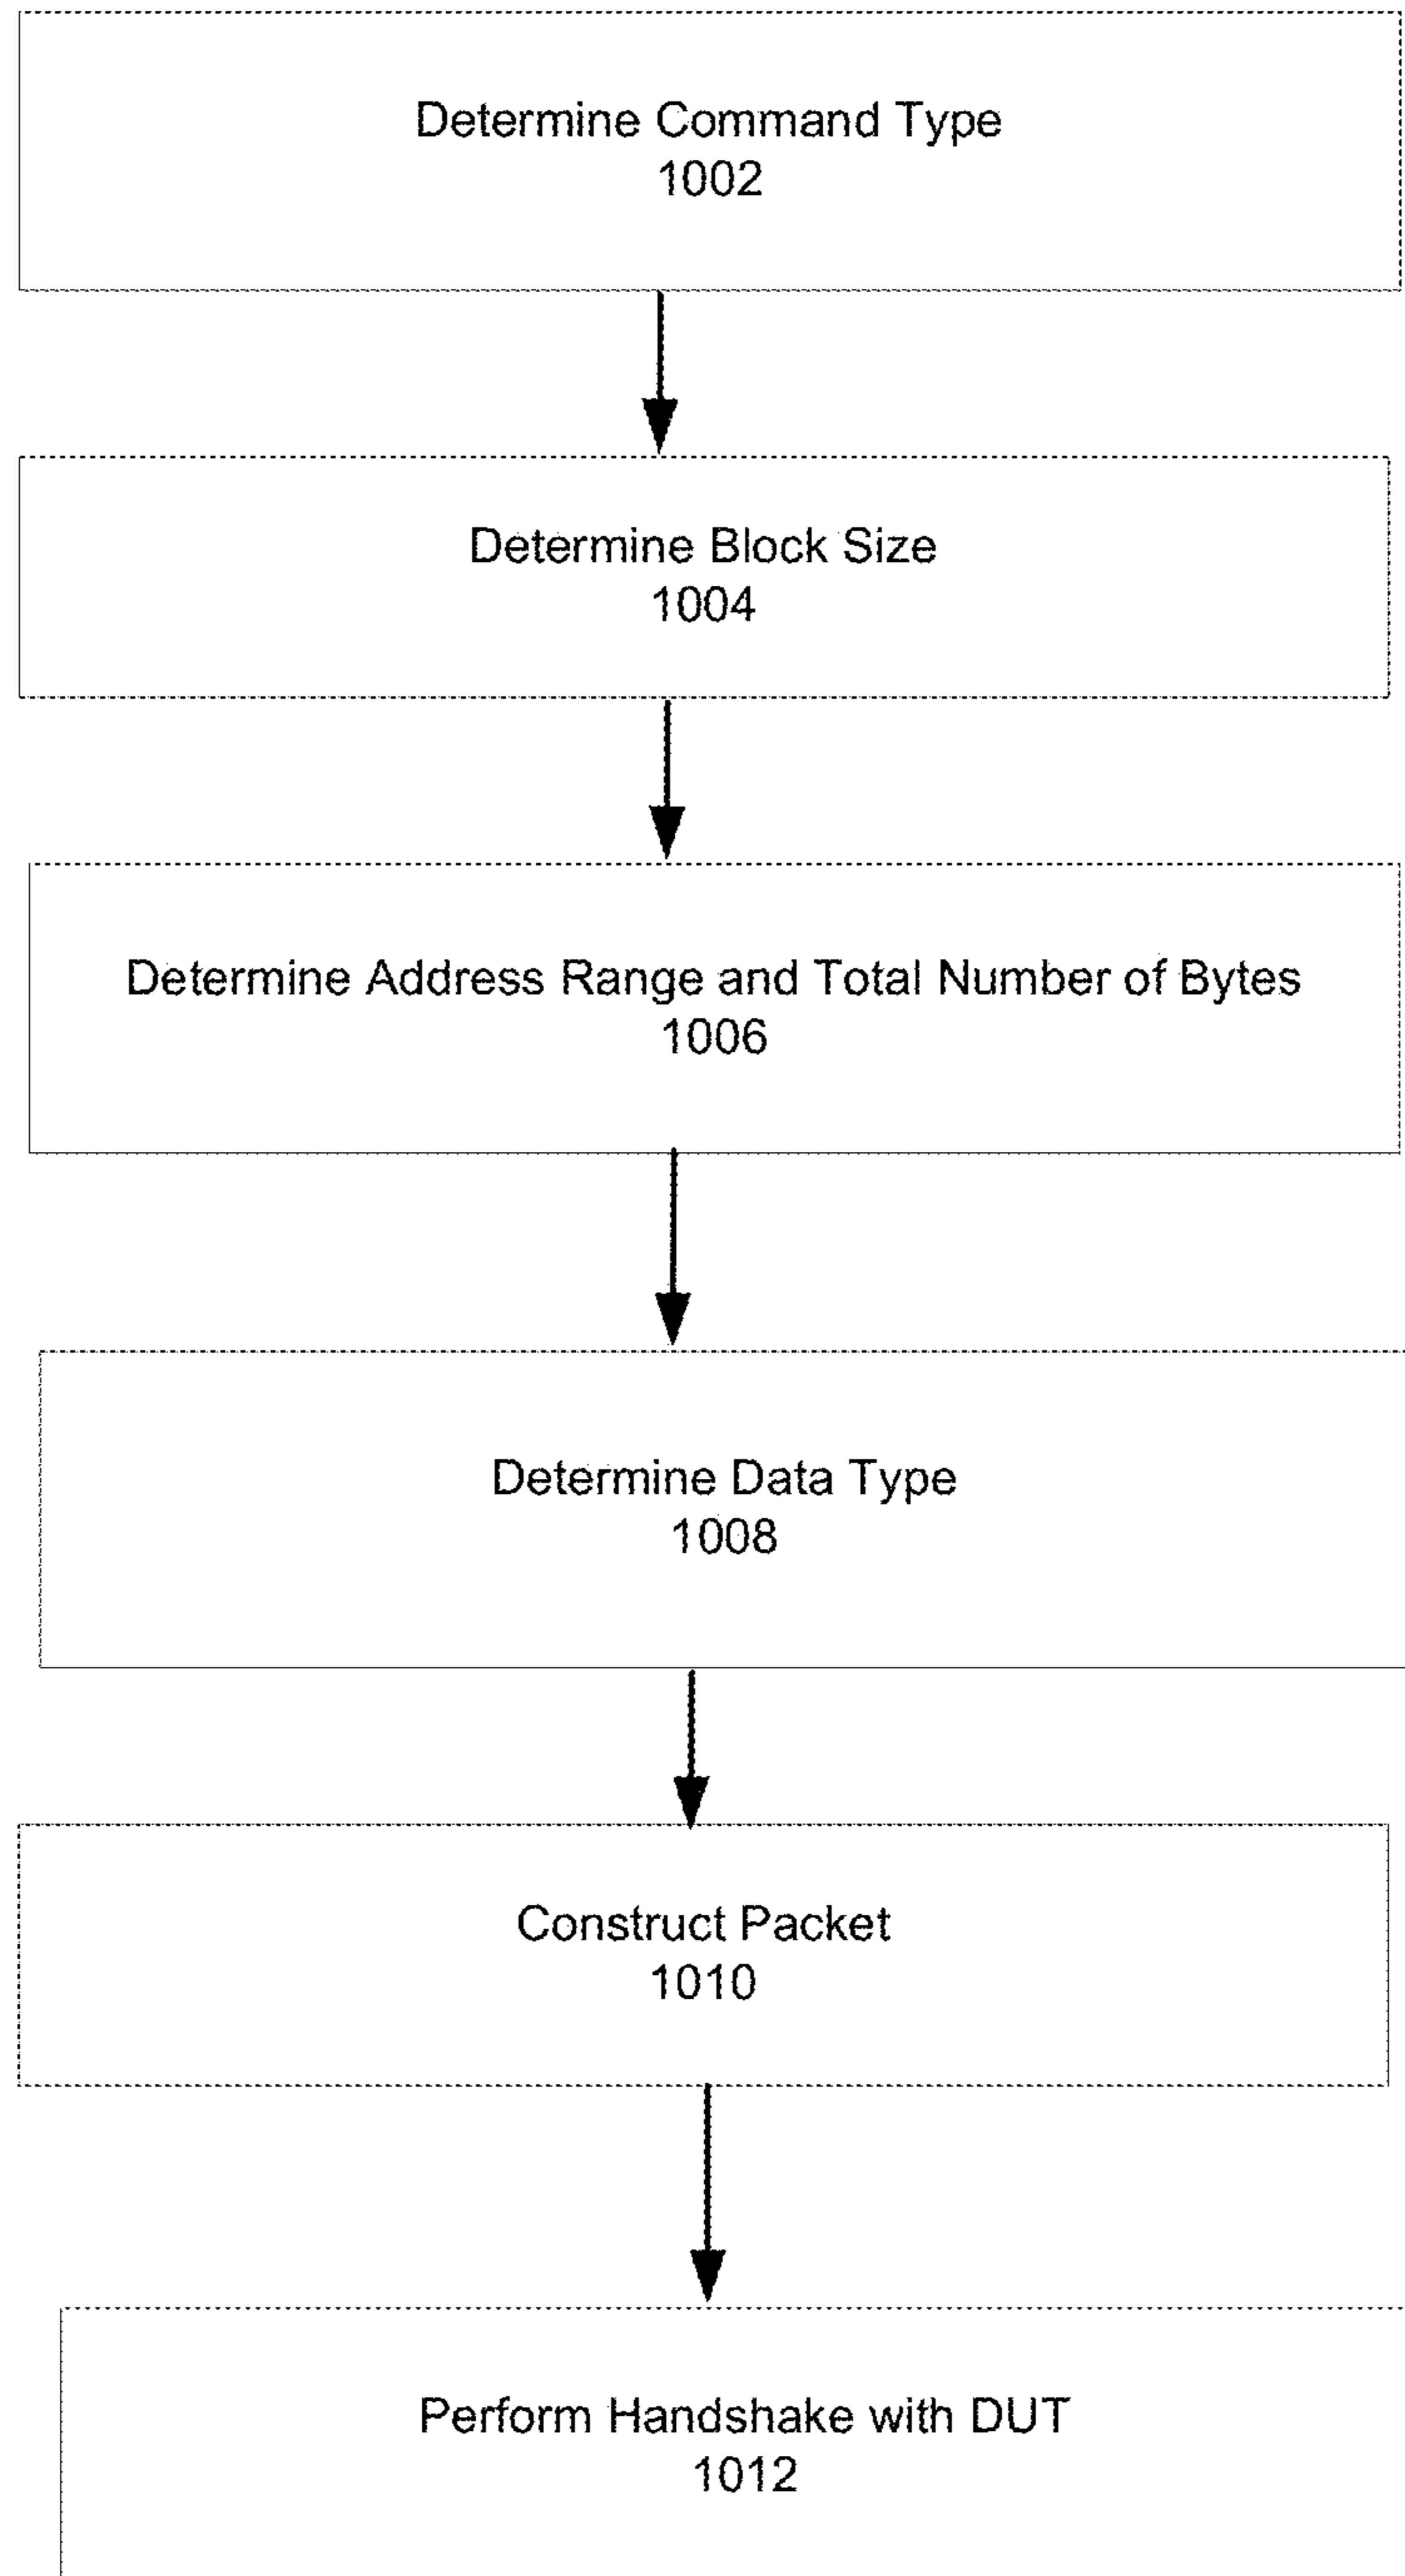 Determine Command Type
1002
Determine Block Size
1004
Determine Address Range and Total Number of Bytes
1006
Determine Data Type
1008
Construct Packet
1010
Perform Handshake with DUT
1012